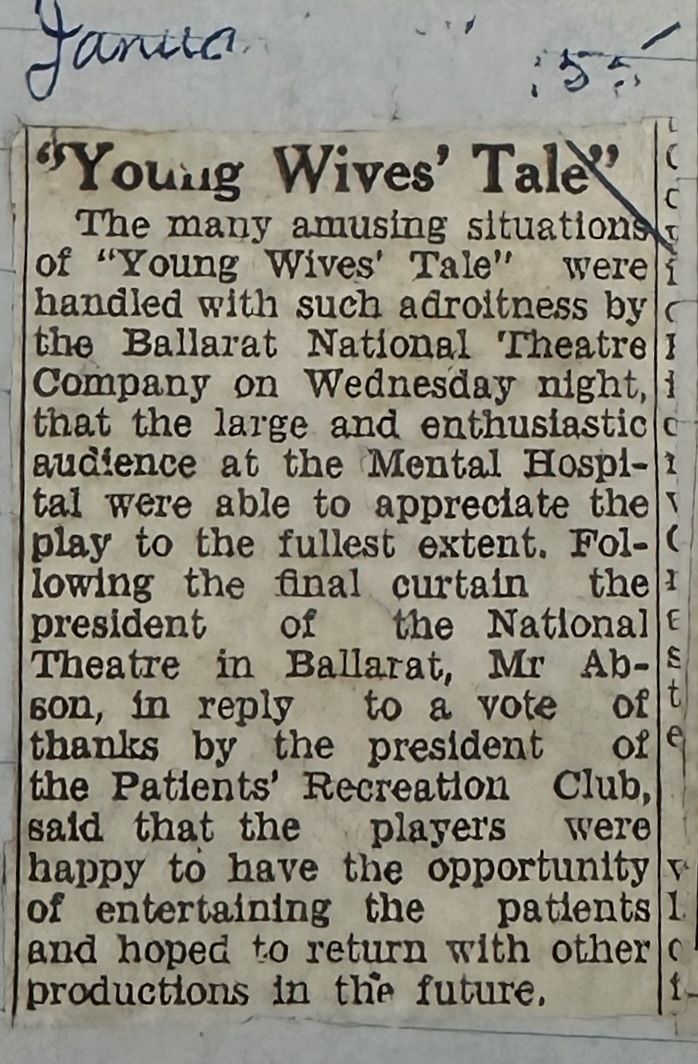 "Young Wives' Tale"
The many amusing situations
of "Young Wives' Tale" were
handled with such adroitness by
the Ballarat National Theatre
Company on Wednesday night,
that the large and enthusiastic
audience at the Mental Hospi-
tal were able to appreciate the
play to the fullest extent. Fol-
lowing the final curtain the
president of the National
Theatre in Ballarat, Mr Ab-
son, in reply to a vote of
thanks by the president of
the Patients' Recreation Club,
said that the players were
happy to have the opportunity
of entertaining the patients
and hoped to return with other
productions in the future.